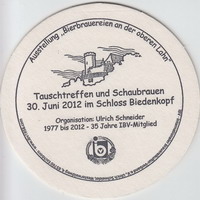 Ausstellung „Bierbrauereien an der oberen Lahn"
Tauschtreffen und Schaubrauen
30. Juni 2012 im Schloss Biedenkopf
Organisation: Ulrich Schneider
1977 bis 2012 - 35 Jahre IBV-Mitglied